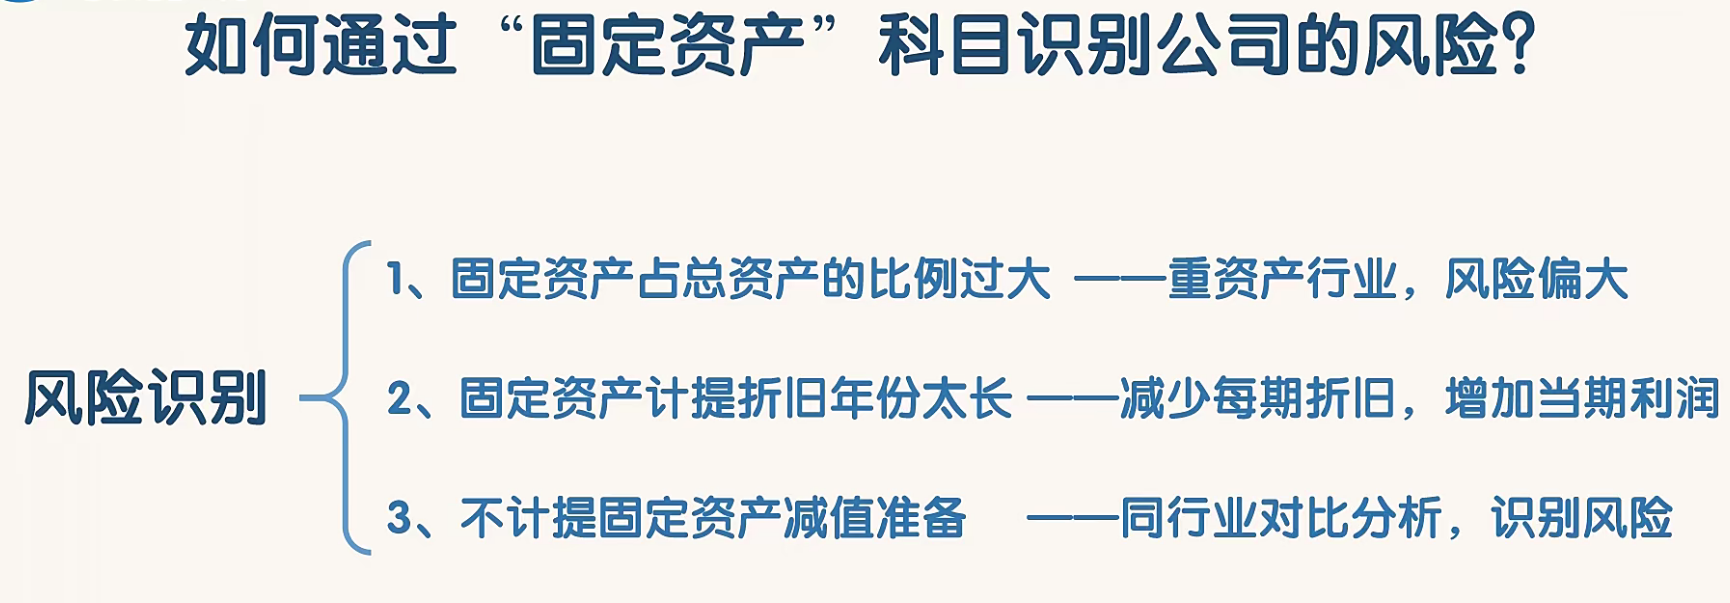 如何通过“固定资产”科目识别公司的风险?
1、固定资产占总资产的比例过大 ——重资产行业，风险偏大
风险识别
2、固定资产计提折旧年份太长——减少每期折旧，增加当期利润
3、不计提固定资产减值准备 ——同行业对比分析，识别风险